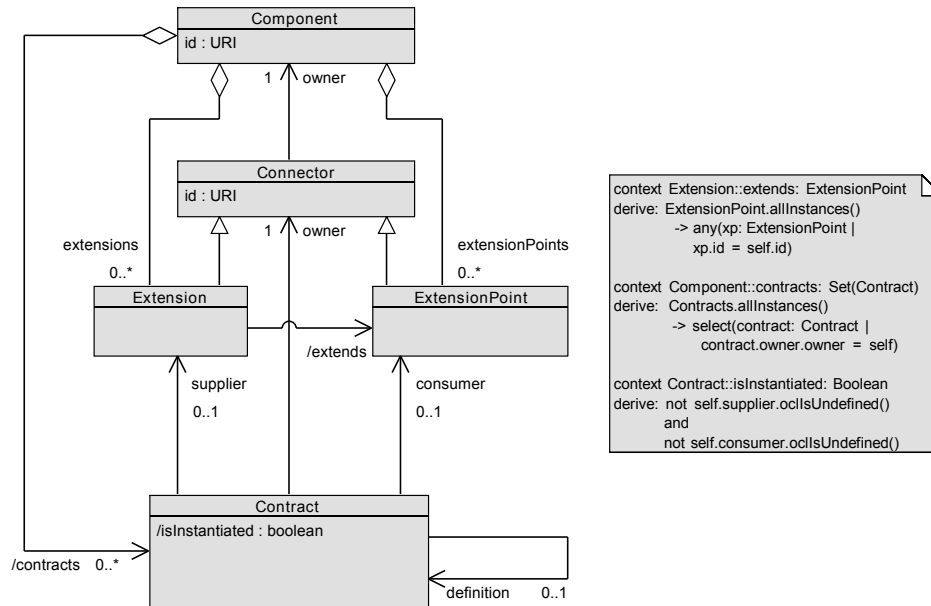 Component
id : URI
1 owner
Connector
id : URI
extensions
0..*
1 owner
extensionPoints
0..*
Extension
ExtensionPoint
/extends
supplier
0..1
consumer
0..1
Contract
/isInstantiated : boolean
/contracts 0..*
definition 0..1
context Extension::extends: ExtensionPoint
derive: ExtensionPoint.allInstances()
-> any(xp: ExtensionPoint |
xp.id = self.id)
context Component::contracts: Set(Contract)
derive: Contracts.allInstances()
-> select(contract: Contract |
contract.owner.owner = self)
context Contract::isInstantiated: Boolean
derive: not self.supplier.oclIsUndefined()
and
not self.consumer.oclIsUndefined()